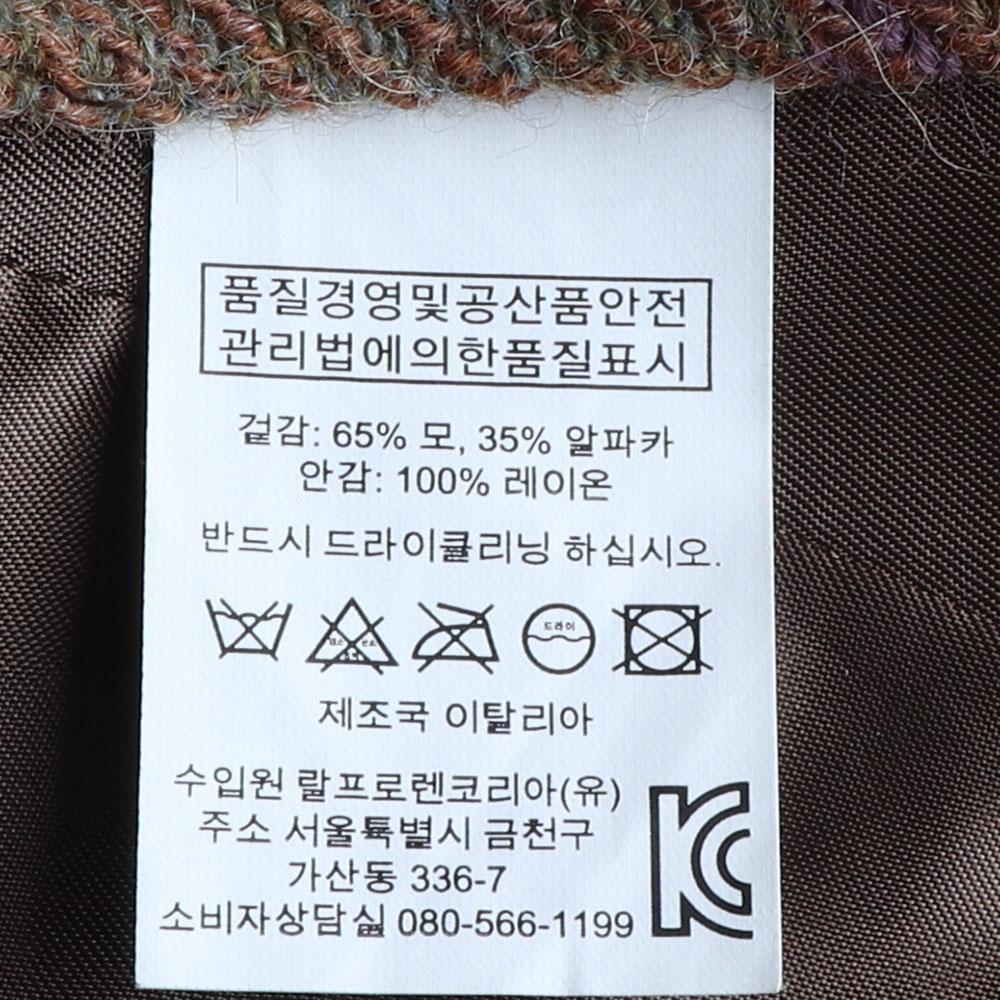 품질경영및공산품안전
관리법에의한품질표시
겉감: 65% 모, 35% 알파카
안감: 100% 레이온
반드시 드라이클리닝 하십시오.
드라이
제조국 이탈리아
수입원 랄프로렌코리아(유)
주소 서울특별시 금천구
가산동 336-7
소비자상담실 080-566-1199